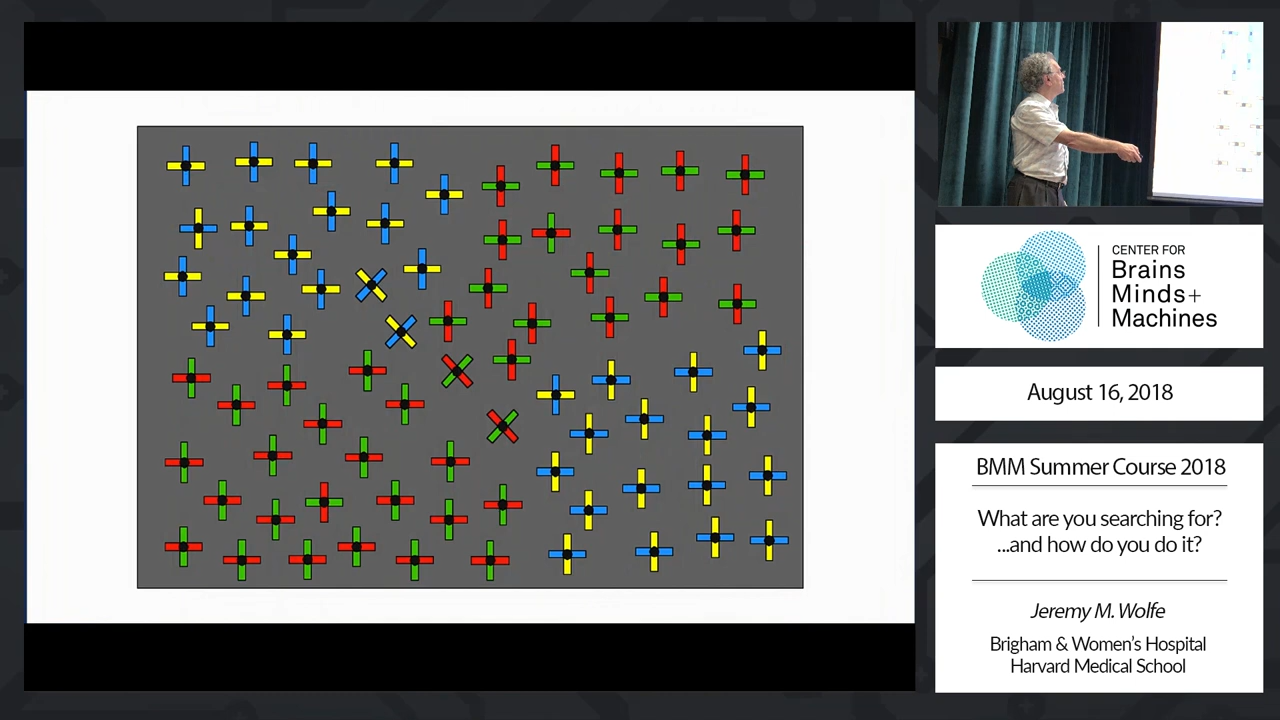 CENTER FOR
Brains
Minds+
Machines
August 16, 2018
BMM Summer Course 2018
What are you searching for?
...and how do you do it?
Jeremy M. Wolfe
Brigham & Women's Hospital
Harvard Medical School